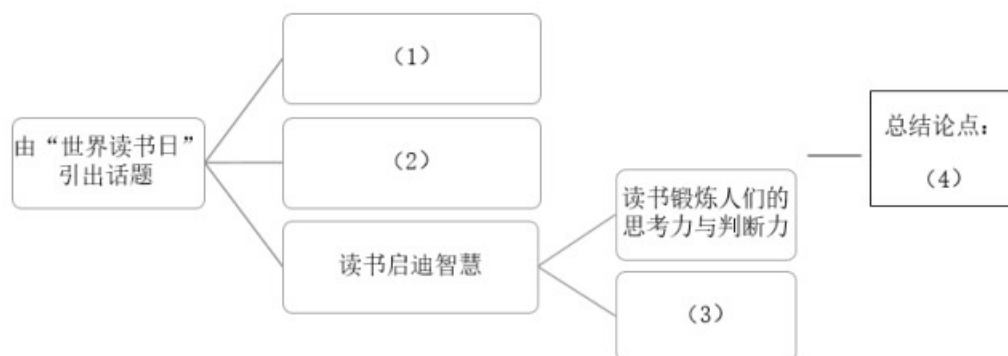 由“世界读书日”
引出话题
（1）
（2）
读书启迪智慧
读书锻炼人们的
思考力与判断力
（3）
总结论点：
（4）